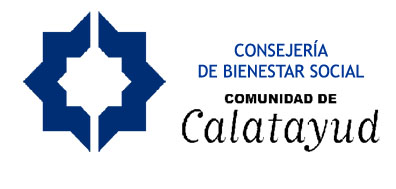 CONSEJERÍA
DE BIENESTAR SOCIAL
COMUNIDAD DE
Calatayud